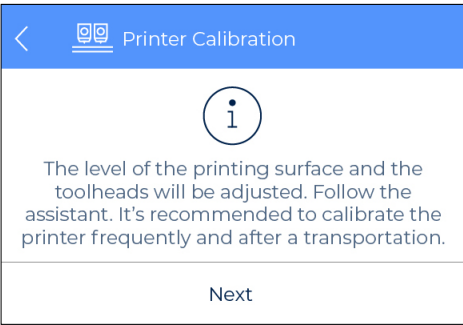 Printer Calibration
The level of the printing surface and the
toolheads will be adjusted. Follow the
assistant. It's recommended to calibrate the
printer frequently and after a transportation.
Next